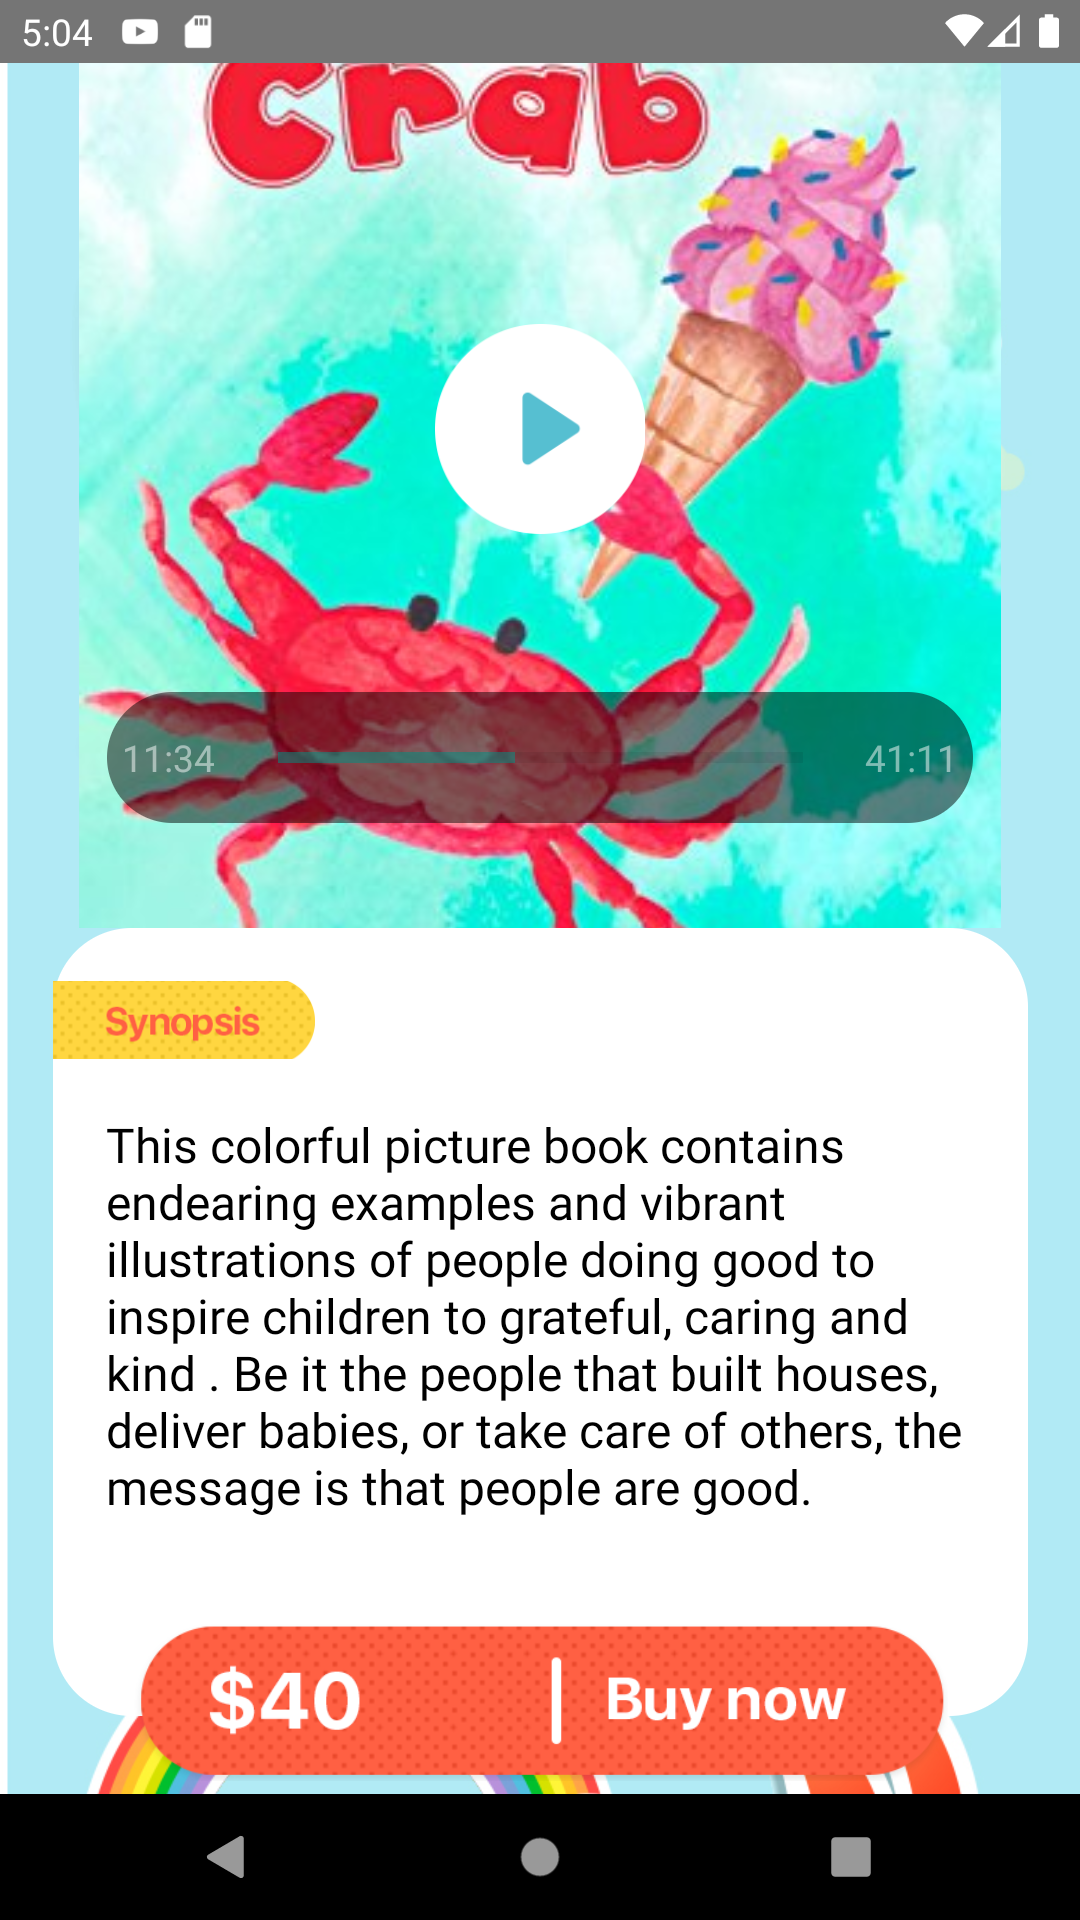 5:04
Crab
11:34 41:11
Synopsis
This colorful picture book contains
endearing examples and vibrant
illustrations of people doing good to
inspire children to grateful, caring and
kind . Be it the people that built houses,
deliver babies, or take care of others, the
message is that people are good.
$40 | Buy now